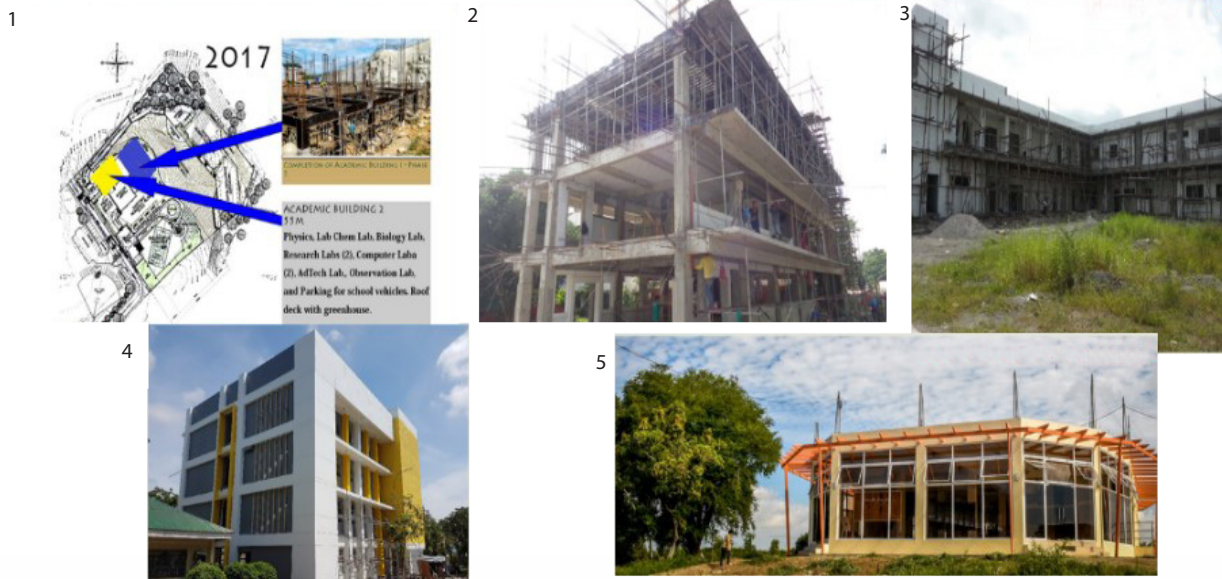 1
2017
COMPLETION OF ACADEMIC BUILDING 1 - PHASE
ACADEMIC BUILDING 2
55M
Physics, Lab Chem Lab, Biology Lab,
Research Labs (2), Computer Labs
(2), AdTech Lab, Observation Lab,
and Parking for school vehicles. Roof
deck with greenhouse.
2
3
4
5